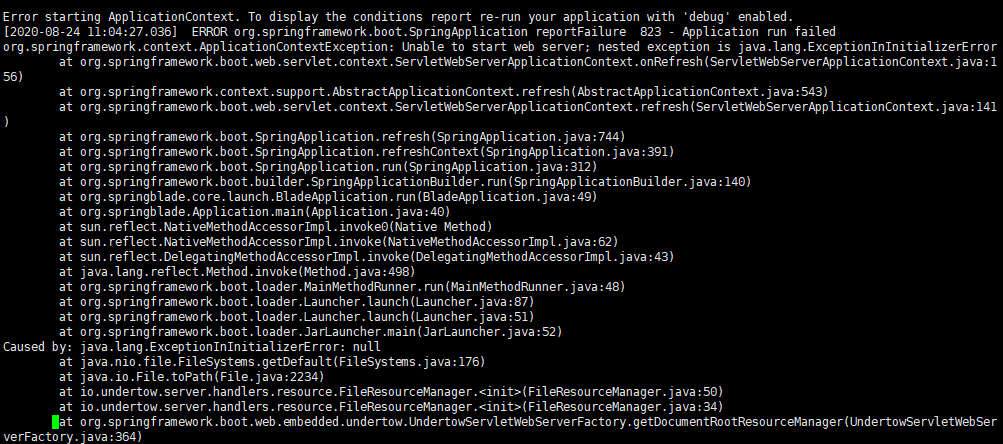 Error starting ApplicationContext. To display the conditions report re-run your application with 'debug' enabled.
[2020-08-24 11:04:27.036]  ERROR org.springframework.boot.SpringApplication reportFailure  823 - Application run failed
org.springframework.context.ApplicationContextException: Unable to start web server; nested exception is java.lang.ExceptionInInitializerError
        at org.springframework.boot.web.servlet.context.ServletWebServerApplicationContext.onRefresh(ServletWebServerApplicationContext.java:1
56)
        at org.springframework.context.support.AbstractApplicationContext.refresh(AbstractApplicationContext.java:543)
        at org.springframework.boot.web.servlet.context.ServletWebServerApplicationContext.refresh(ServletWebServerApplicationContext.java:141
)
        at org.springframework.boot.SpringApplication.refresh(SpringApplication.java:744)
        at org.springframework.boot.SpringApplication.refreshContext(SpringApplication.java:391)
        at org.springframework.boot.SpringApplication.run(SpringApplication.java:312)
        at org.springframework.boot.builder.SpringApplicationBuilder.run(SpringApplicationBuilder.java:140)
        at org.springblade.core.launch.BladeApplication.run(BladeApplication.java:49)
        at org.springblade.Application.main(Application.java:40)
        at sun.reflect.NativeMethodAccessorImpl.invoke0(Native Method)
        at sun.reflect.NativeMethodAccessorImpl.invoke(NativeMethodAccessorImpl.java:62)
        at sun.reflect.DelegatingMethodAccessorImpl.invoke(DelegatingMethodAccessorImpl.java:43)
        at java.lang.reflect.Method.invoke(Method.java:498)
        at org.springframework.boot.loader.MainMethodRunner.run(MainMethodRunner.java:48)
        at org.springframework.boot.loader.Launcher.launch(Launcher.java:87)
        at org.springframework.boot.loader.Launcher.launch(Launcher.java:51)
        at org.springframework.boot.loader.JarLauncher.main(JarLauncher.java:52)
Caused by: java.lang.ExceptionInInitializerError: null
        at java.nio.file.FileSystems.getDefault(FileSystems.java:176)
        at java.io.File.toPath(File.java:2234)
        at io.undertow.server.handlers.resource.FileResourceManager.<init>(FileResourceManager.java:50)
        at io.undertow.server.handlers.resource.FileResourceManager.<init>(FileResourceManager.java:34)
        at org.springframework.boot.web.embedded.undertow.UndertowServletWebServerFactory.getDocumentRootResourceManager(UndertowServletWebSer
verFactory.java:364)